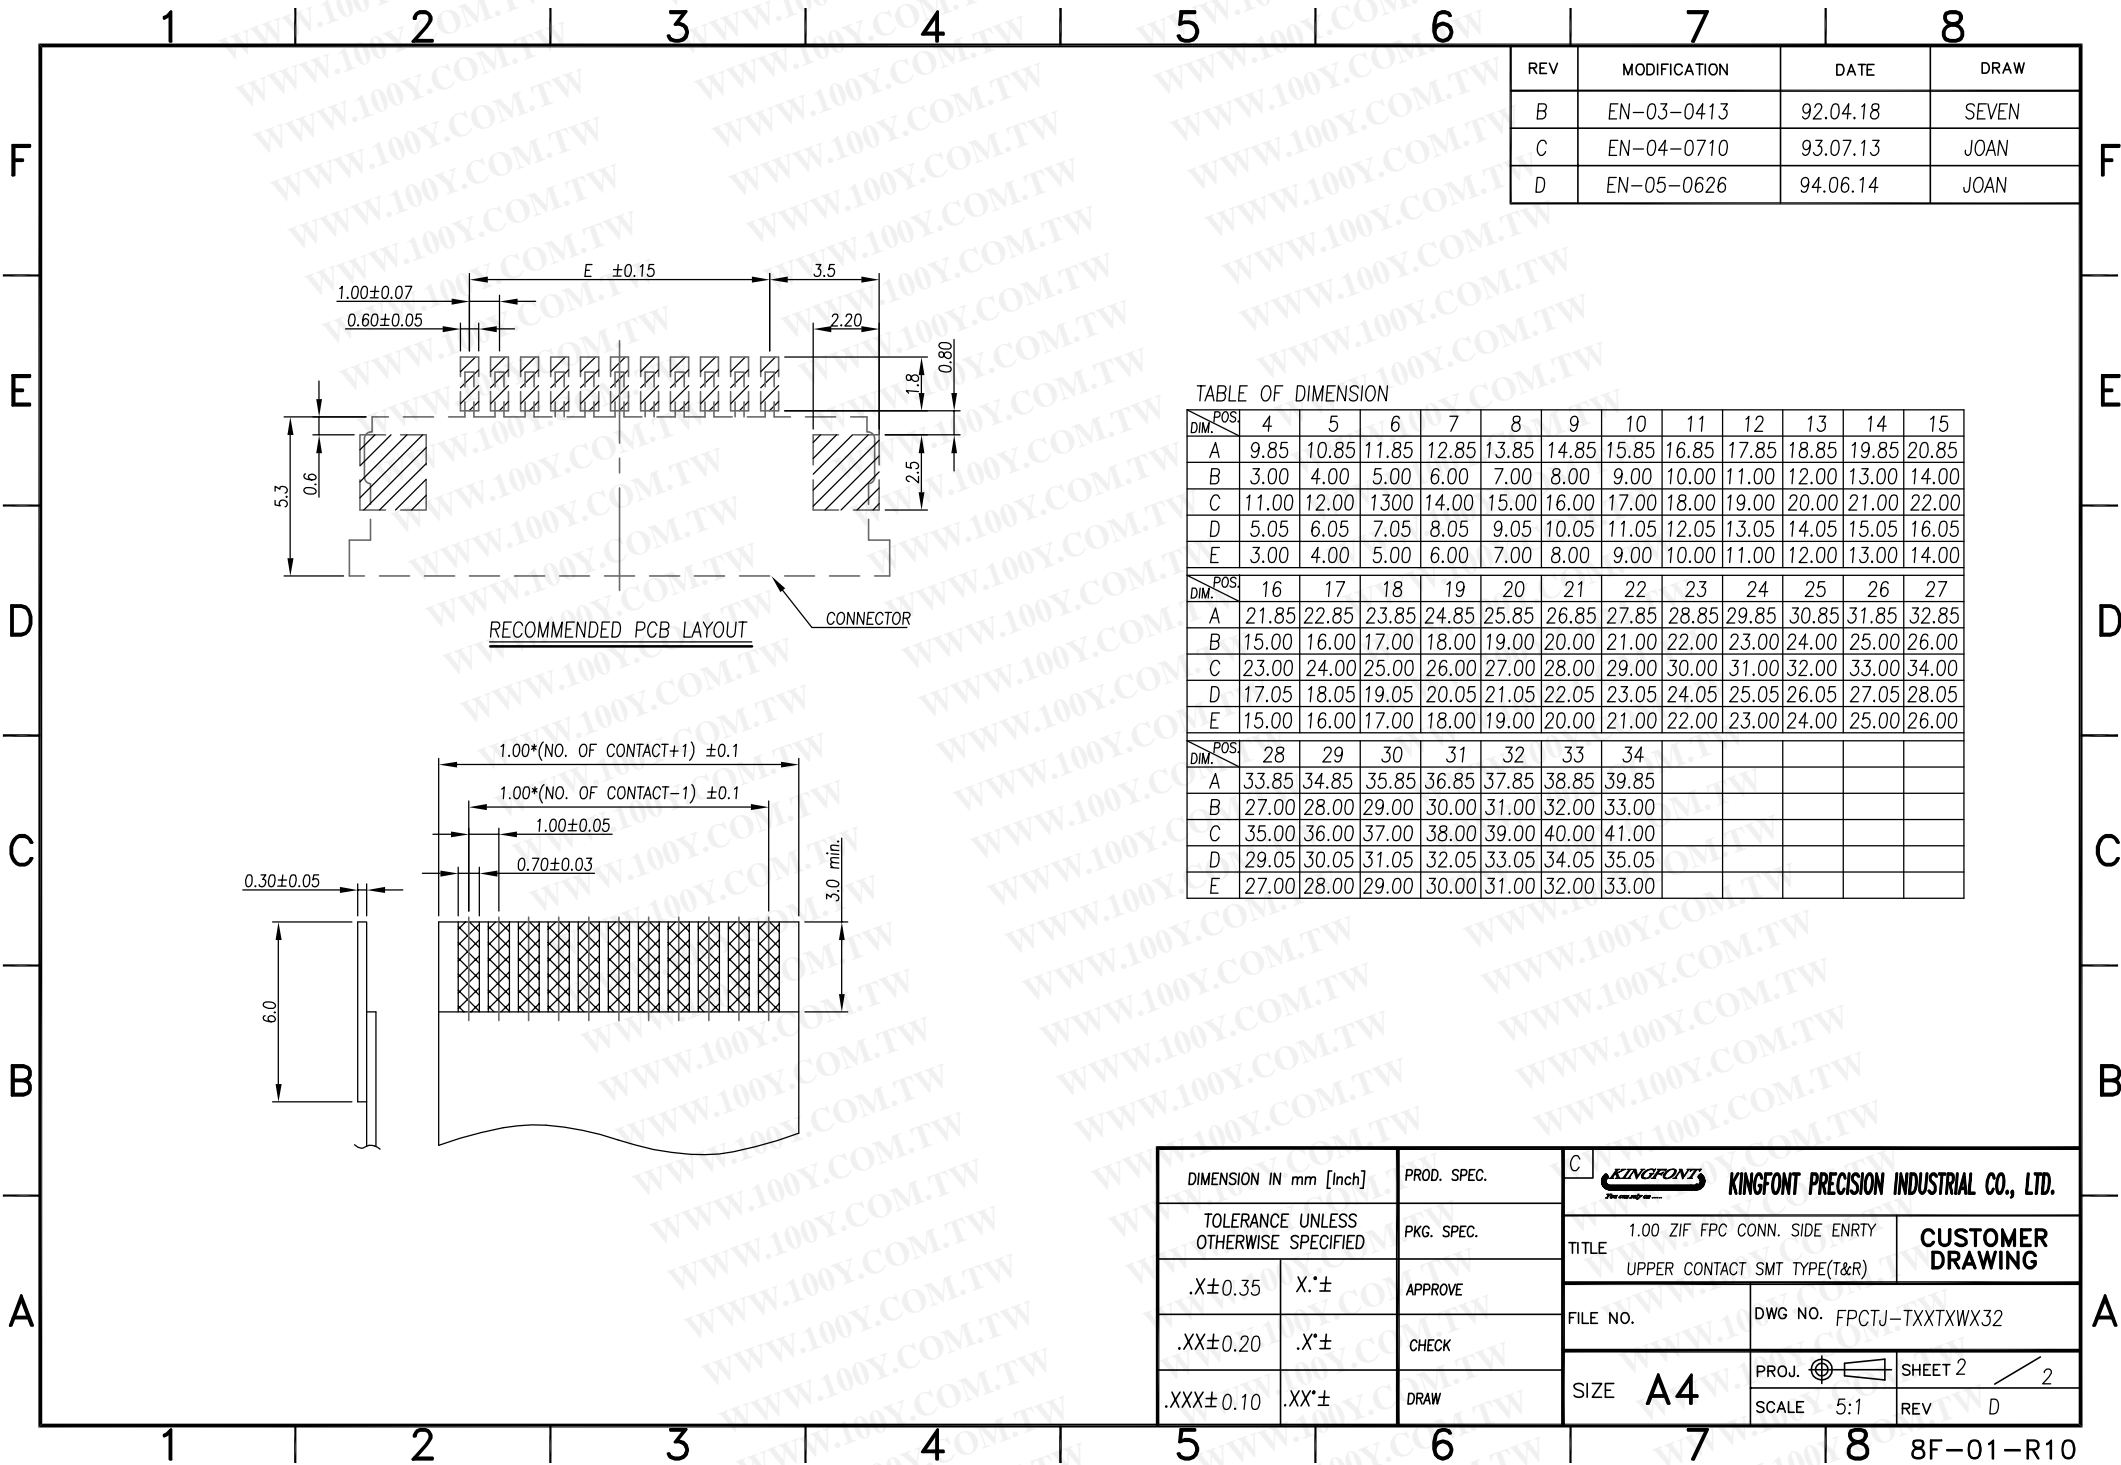 1 2 3 4 5 6 7 8
REV MODIFICATION DATE DRAW
B EN-03-0413 92.04.18 SEVEN
C EN-04-0710 93.07.13 JOAN
D EN-05-0626 94.06.14 JOAN
F F
E E
D D
C C
B B
A A
E ±0.15 3.5
1.00±0.07
0.60±0.05 2.20
0.80
1.8
5.3
0.6
2.5
CONNECTOR
RECOMMENDED PCB LAYOUT
1.00*(NO. OF CONTACT+1) ±0.1
1.00*(NO. OF CONTACT-1) ±0.1
1.00±0.05
0.70±0.03
0.30±0.05
3.0 min.
6.0
TABLE OF DIMENSION
DIM. POS. 4 5 6 7 8 9 10 11 12 13 14 15
A 9.85 10.85 11.85 12.85 13.85 14.85 15.85 16.85 17.85 18.85 19.85 20.85
B 3.00 4.00 5.00 6.00 7.00 8.00 9.00 10.00 11.00 12.00 13.00 14.00
C 11.00 12.00 1300 14.00 15.00 16.00 17.00 18.00 19.00 20.00 21.00 22.00
D 5.05 6.05 7.05 8.05 9.05 10.05 11.05 12.05 13.05 14.05 15.05 16.05
E 3.00 4.00 5.00 6.00 7.00 8.00 9.00 10.00 11.00 12.00 13.00 14.00
DIM. POS. 16 17 18 19 20 21 22 23 24 25 26 27
A 21.85 22.85 23.85 24.85 25.85 26.85 27.85 28.85 29.85 30.85 31.85 32.85
B 15.00 16.00 17.00 18.00 19.00 20.00 21.00 22.00 23.00 24.00 25.00 26.00
C 23.00 24.00 25.00 26.00 27.00 28.00 29.00 30.00 31.00 32.00 33.00 34.00
D 17.05 18.05 19.05 20.05 21.05 22.05 23.05 24.05 25.05 26.05 27.05 28.05
E 15.00 16.00 17.00 18.00 19.00 20.00 21.00 22.00 23.00 24.00 25.00 26.00
DIM. POS. 28 29 30 31 32 33 34
A 33.85 34.85 35.85 36.85 37.85 38.85 39.85
B 27.00 28.00 29.00 30.00 31.00 32.00 33.00
C 35.00 36.00 37.00 38.00 39.00 40.00 41.00
D 29.05 30.05 31.05 32.05 33.05 34.05 35.05
E 27.00 28.00 29.00 30.00 31.00 32.00 33.00
DIMENSION IN mm [Inch]
TOLERANCE UNLESS
OTHERWISE SPECIFIED
.X±0.35 X.°±
.XX±0.20 .X°±
.XXX±0.10 .XX°±
PROD. SPEC.
PKG. SPEC.
APPROVE
CHECK
DRAW
C KINGFONT KINGFONT PRECISION INDUSTRIAL CO., LTD.
TITLE 1.00 ZIF FPC CONN. SIDE ENRTY
UPPER CONTACT SMT TYPE(T&R)
CUSTOMER
DRAWING
FILE NO. DWG NO. FPCTJ-TXXTXWX32
SIZE A4 PROJ. SHEET 2 / 2
SCALE 5:1 REV D
1 2 3 4 5 6 7 8
8F-01-R10
WWW.100Y.COM.TW